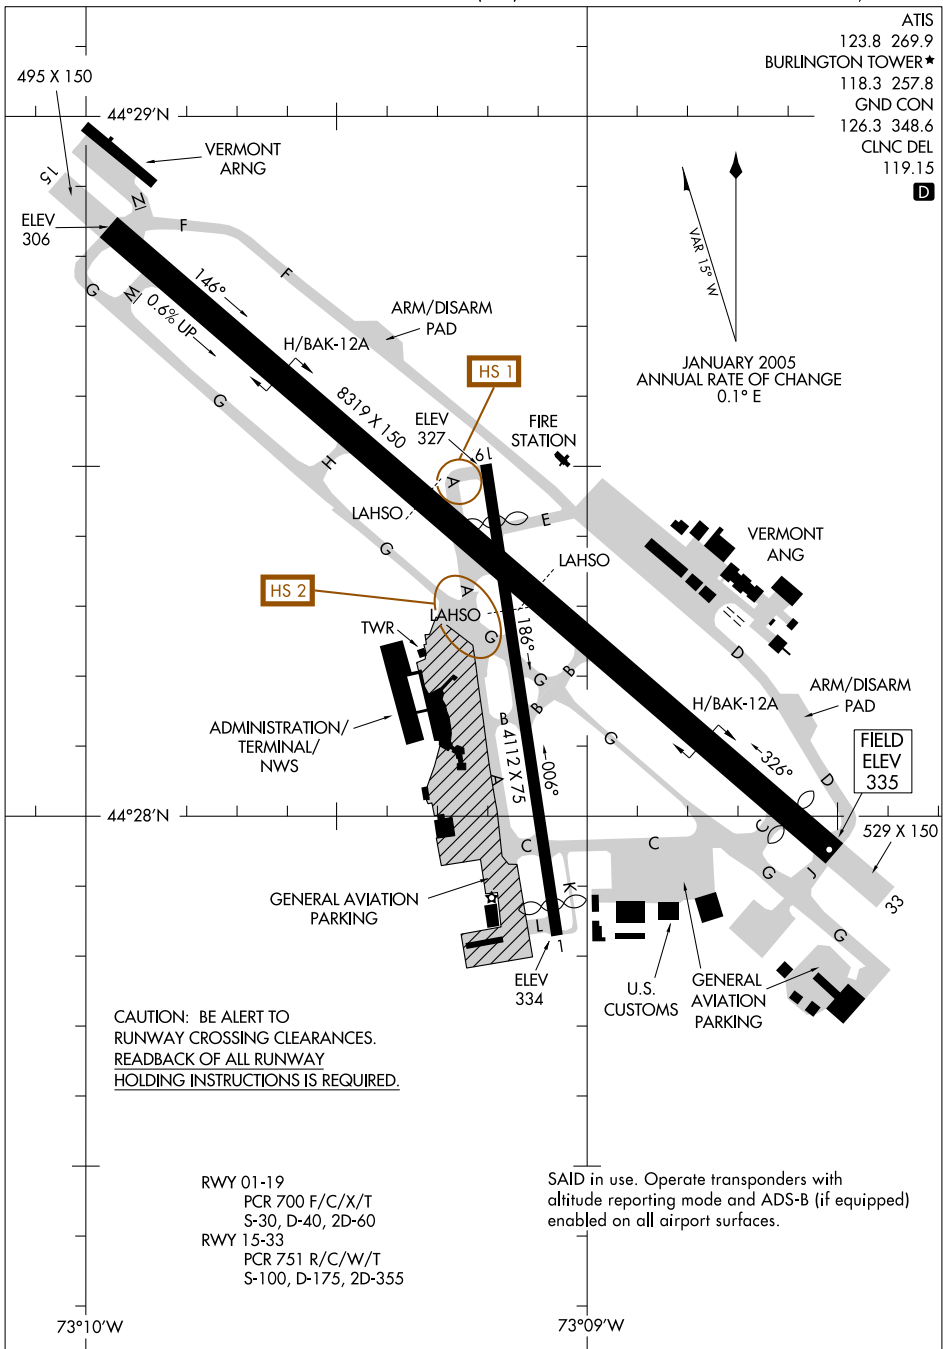 ATIS
123.8 269.9
BURLINGTON TOWER★
118.3 257.8
GND CON
126.3 348.6
CLNC DEL
119.15
D
495 X 150
44°29'N
VERMONT
ARNG
15
ELEV
306
N
F
F
G
W
146°
0.6% UP
VAR 15° W
ARM/DISARM
PAD
H/BAK-12A
JANUARY 2005
ANNUAL RATE OF CHANGE
0.1° E
HS 1
G
8319 X 150
ELEV
327
FIRE
STATION
19
H
A
LAHSO
E
G
VERMONT
ANG
LAHSO
HS 2
A
LAHSO
TWR
G
186°
D
G
B
B
ARM/DISARM
PAD
H/BAK-12A
ADMINISTRATION/
TERMINAL/
NWS
B
4112 X 75
A
006°
G
326°
D
FIELD
ELEV
335
44°28'N
529 X 150
C
C
C
G
J
33
GENERAL AVIATION
PARKING
K
L
1
G
ELEV
334
U.S.
CUSTOMS
GENERAL
AVIATION
PARKING
CAUTION: BE ALERT TO
RUNWAY CROSSING CLEARANCES.
READBACK OF ALL RUNWAY
HOLDING INSTRUCTIONS IS REQUIRED.
RWY 01-19
PCR 700 F/C/X/T
S-30, D-40, 2D-60
RWY 15-33
PCR 751 R/C/W/T
S-100, D-175, 2D-355
SAID in use. Operate transponders with
altitude reporting mode and ADS-B (if equipped)
enabled on all airport surfaces.
73°10'W
73°09'W